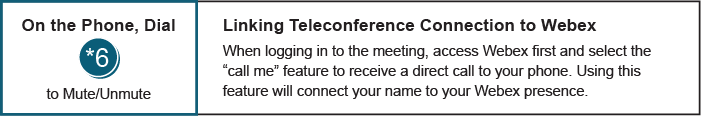 On the Phone, Dial
*6
to Mute/Unmute
Linking Teleconference Connection to Webex
When logging in to the meeting, access Webex first and select the
“call me” feature to receive a direct call to your phone. Using this
feature will connect your name to your Webex presence.